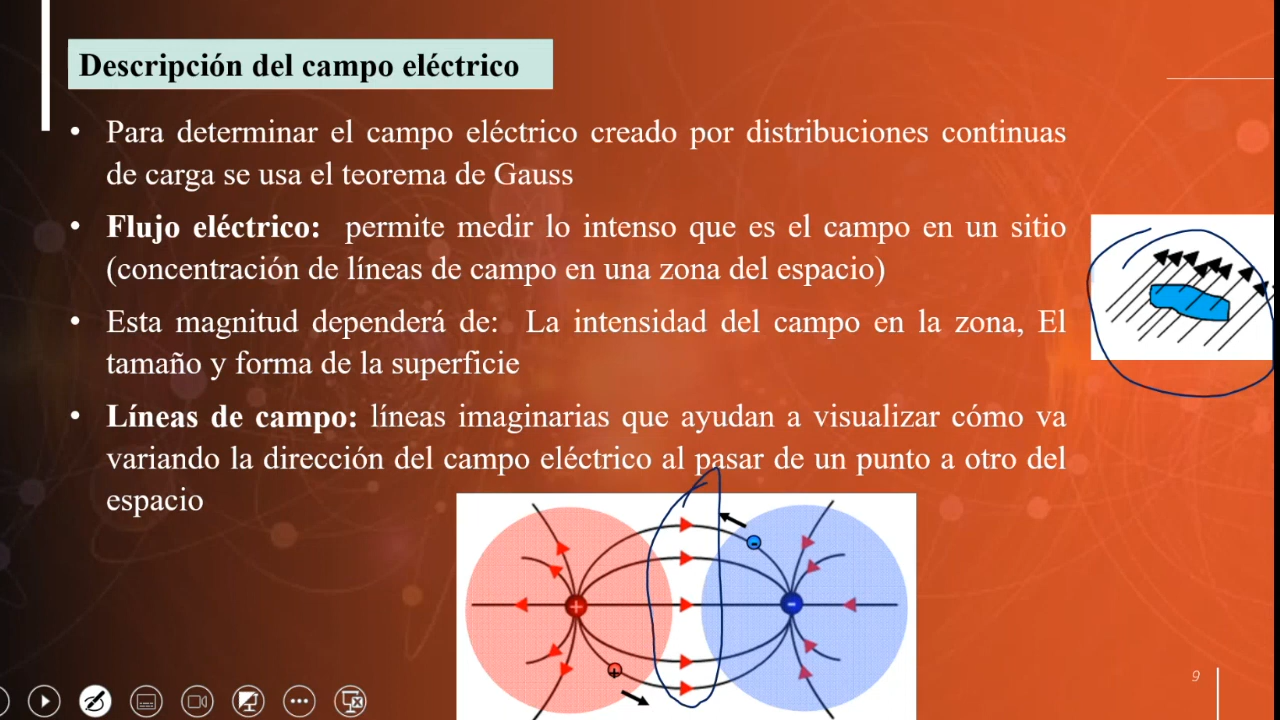 Descripción del campo eléctrico
• Para determinar el campo eléctrico creado por distribuciones continuas
de carga se usa el teorema de Gauss
• Flujo eléctrico: permite medir lo intenso que es el campo en un sitio
(concentración de líneas de campo en una zona del espacio)
• Esta magnitud dependerá de: La intensidad del campo en la zona, El
tamaño y forma de la superficie
• Líneas de campo: líneas imaginarias que ayudan a visualizar cómo va
variando la dirección del campo eléctrico al pasar de un punto a otro del
espacio
-
+
-
+
9